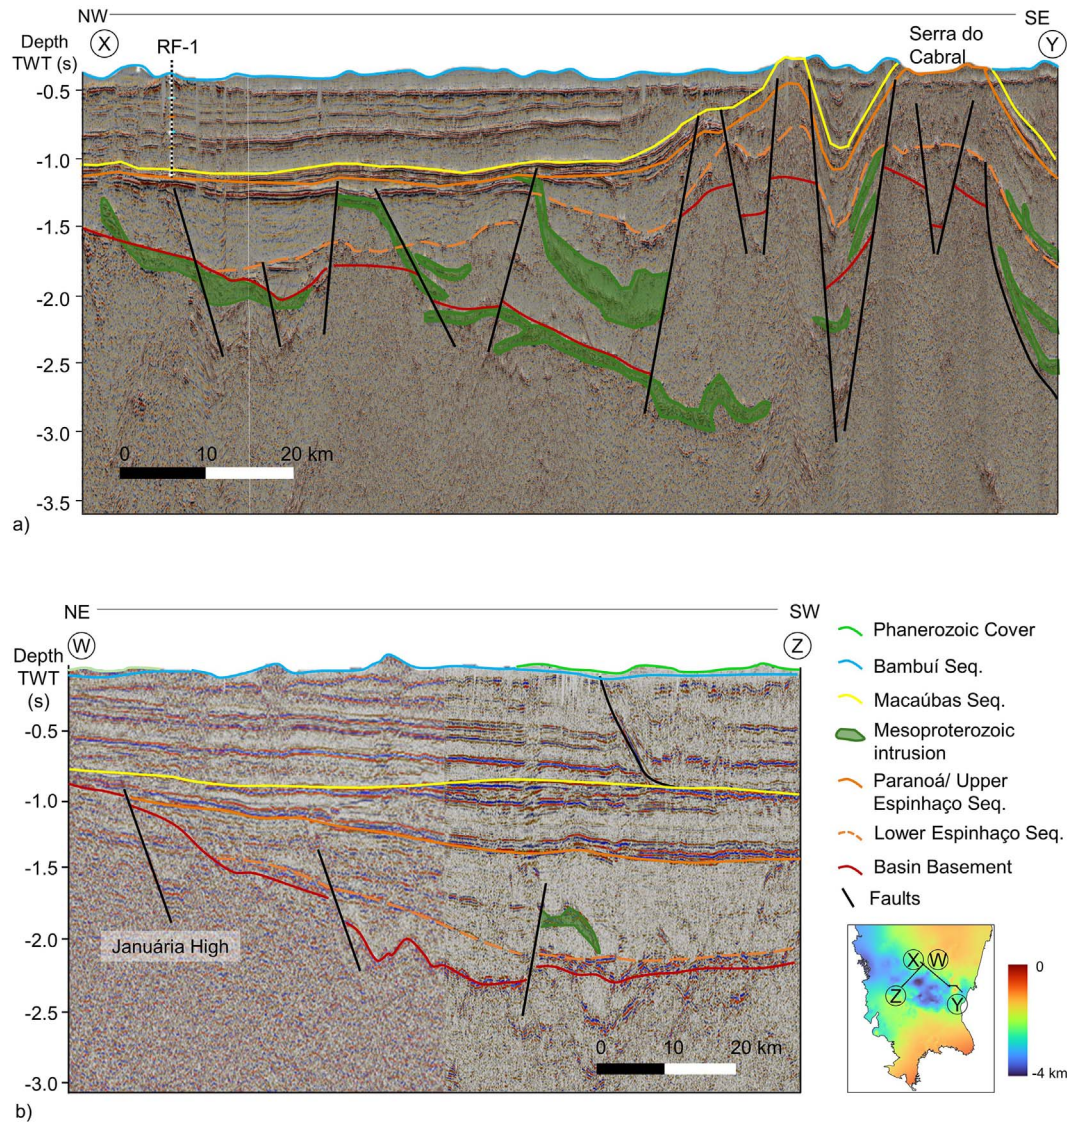 NW
SE
X
Y
Depth
TWT (s)
RF-1
Serra do
Cabral
-0.5
-1.0
-1.5
-2.0
-2.5
-3.0
-3.5
0 10 20 km
a)
NE
SW
W
Z
Depth
TWT
(s)
-0.5
-1.0
-1.5
-2.0
-2.5
-3.0
Januária High
0 10 20 km
b)
Phanerozoic Cover
Bambuí Seq.
Macaúbas Seq.
Mesoproterozoic
intrusion
Paranoá/ Upper
Espinhaço Seq.
Lower Espinhaço Seq.
Basin Basement
Faults
X W
Z
Y
0
-4 km